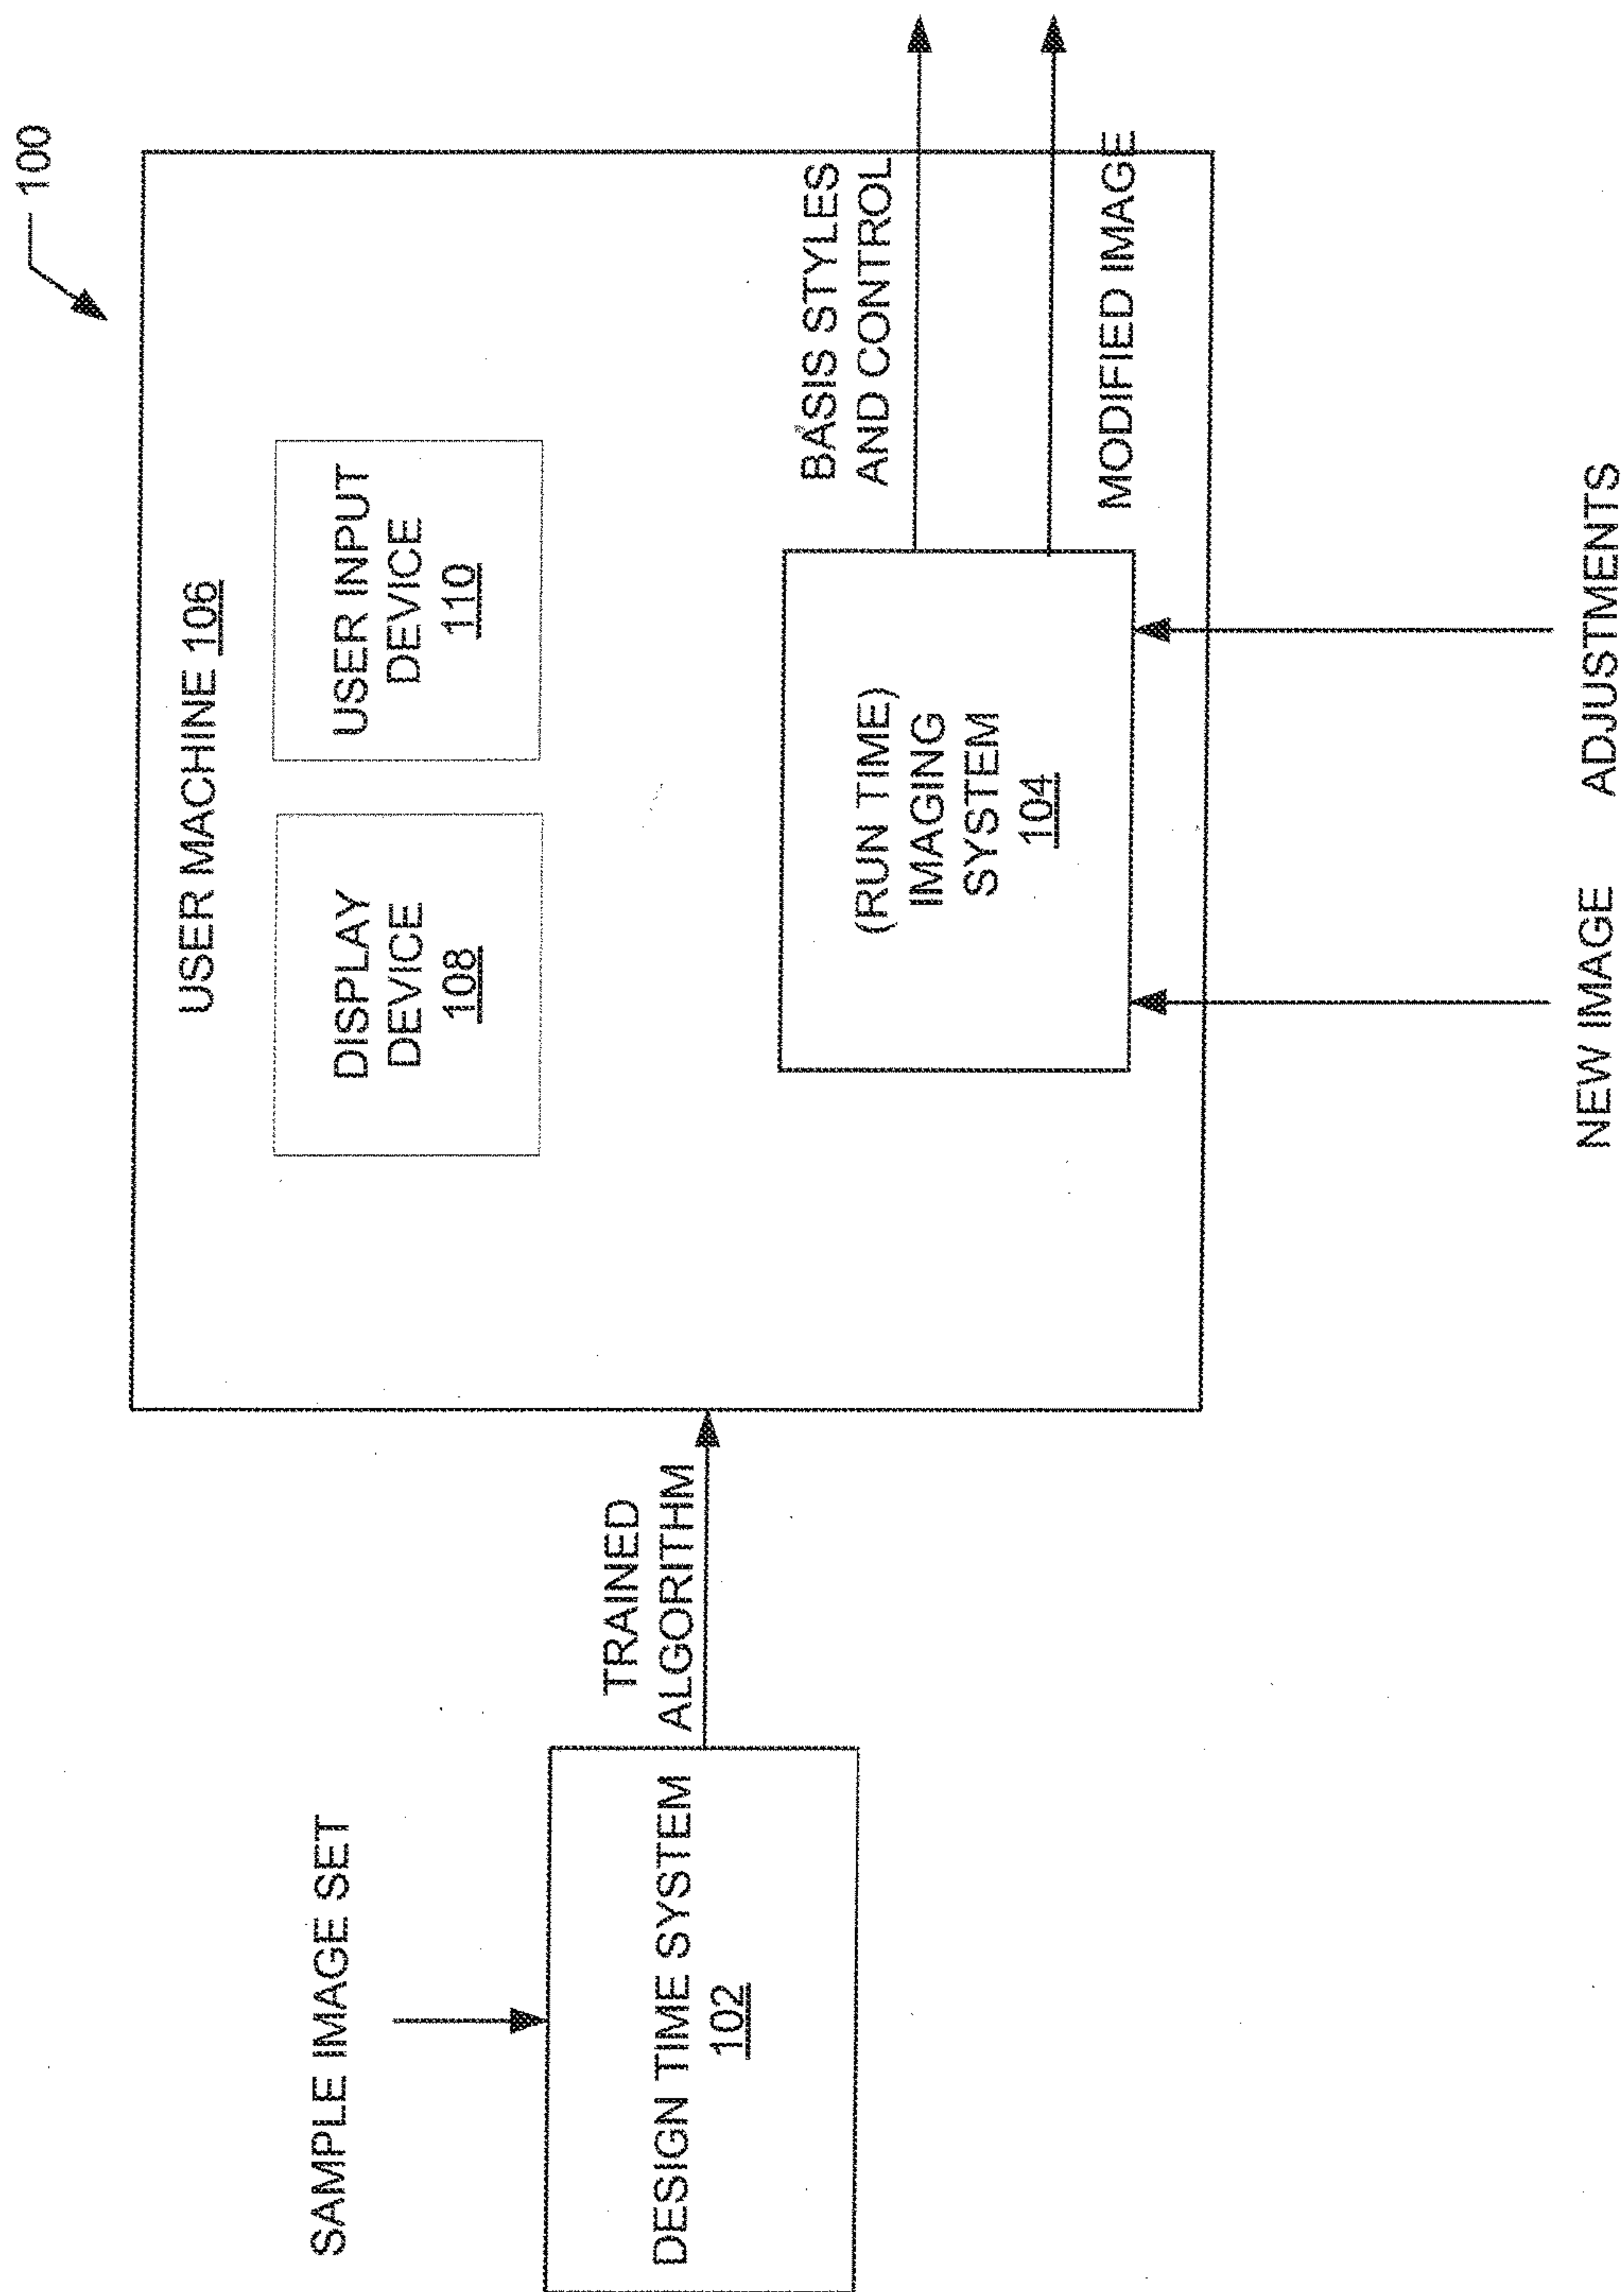 100
SAMPLE IMAGE SET
DESIGN TIME SYSTEM
102
TRAINED
ALGORITHM
USER MACHINE 106
DISPLAY
DEVICE
108
USER INPUT
DEVICE
110
(RUN TIME)
IMAGING
SYSTEM
104
BASIS STYLES
AND CONTROL
MODIFIED IMAGE
NEW IMAGE
ADJUSTMENTS